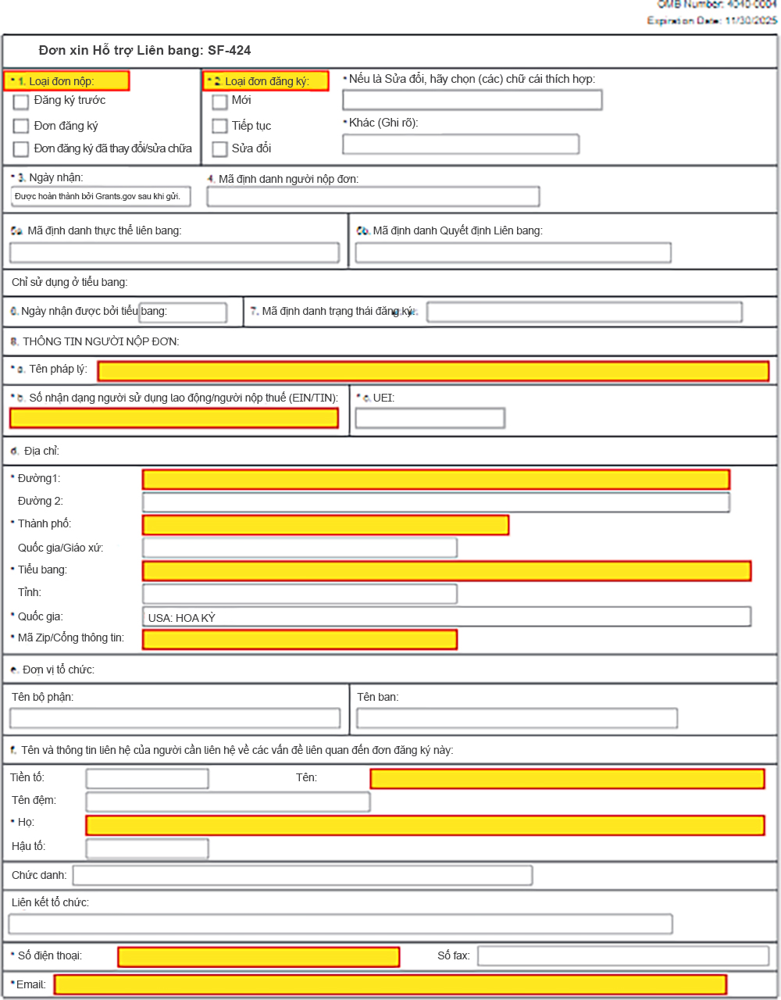 OMB Number: 4040-0004
Expiration Date: 11/30/2025
Đơn xin Hỗ trợ Liên bang: SF-424
* 1. Loại đơn nộp:
Đăng ký trước
Đơn đăng ký
Đơn đăng ký đã thay đổi/sửa chữa
* 2. Loại đơn đăng ký:
Mới
Tiếp tục
Sửa đổi
* Nếu là Sửa đổi, hãy chọn (các) chữ cái thích hợp:
* Khác (Ghi rõ):
* 3. Ngày nhận:
Được hoàn thành bởi Grants.gov sau khi gửi.
4. Mã định danh người nộp đơn:
5a. Mã định danh thực thể liên bang:
5b. Mã định danh Quyết định Liên bang:
Chỉ sử dụng ở tiểu bang:
6. Ngày nhận được bởi tiểu bang:
7. Mã định danh trạng thái đăng ký:
8. THÔNG TIN NGƯỜI NỘP ĐƠN:
* a. Tên pháp lý:
* b. Số nhận dạng người sử dụng lao động/người nộp thuế (EIN/TIN):
* c. UEI:
d. Địa chỉ:
* Đường1:
Đường 2:
* Thành phố:
Quốc gia/Giáo xứ:
* Tiểu bang:
Tỉnh:
* Quốc gia:
USA: HOA KỲ
* Mã Zip/Cổng thông tin:
e. Đơn vị tổ chức:
Tên bộ phận:
Tên ban:
f. Tên và thông tin liên hệ của người cần liên hệ về các vấn đề liên quan đến đơn đăng ký này:
Tiền tố:
Tên:
Tên đệm:
* Họ:
Hậu tố:
Chức danh:
Liên kết tổ chức:
* Số điện thoại:
Số fax:
* Email: